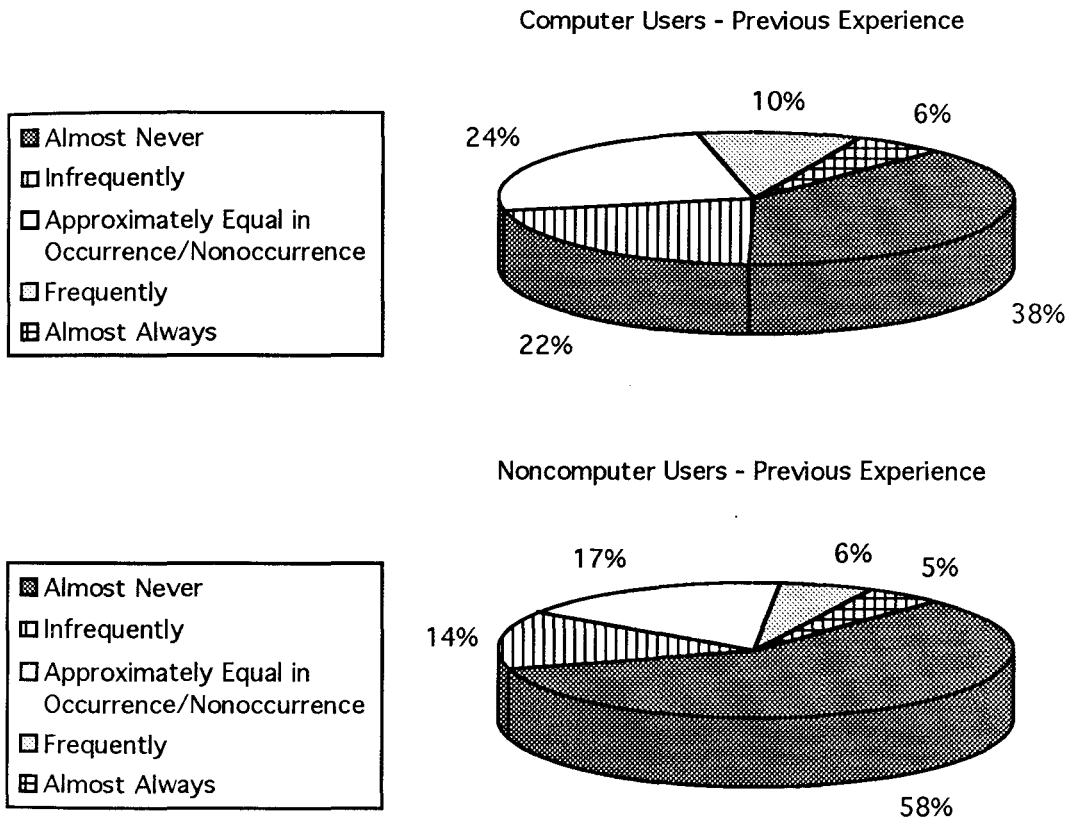 Computer Users - Previous Experience
Almost Never
Infrequently
Approximately Equal in
Occurrence/Nonoccurrence
Frequently
Almost Always
10%
6%
24%
38%
22%
Noncomputer Users - Previous Experience
Almost Never
Infrequently
Approximately Equal in
Occurrence/Nonoccurrence
Frequently
Almost Always
17%
6%
5%
14%
58%